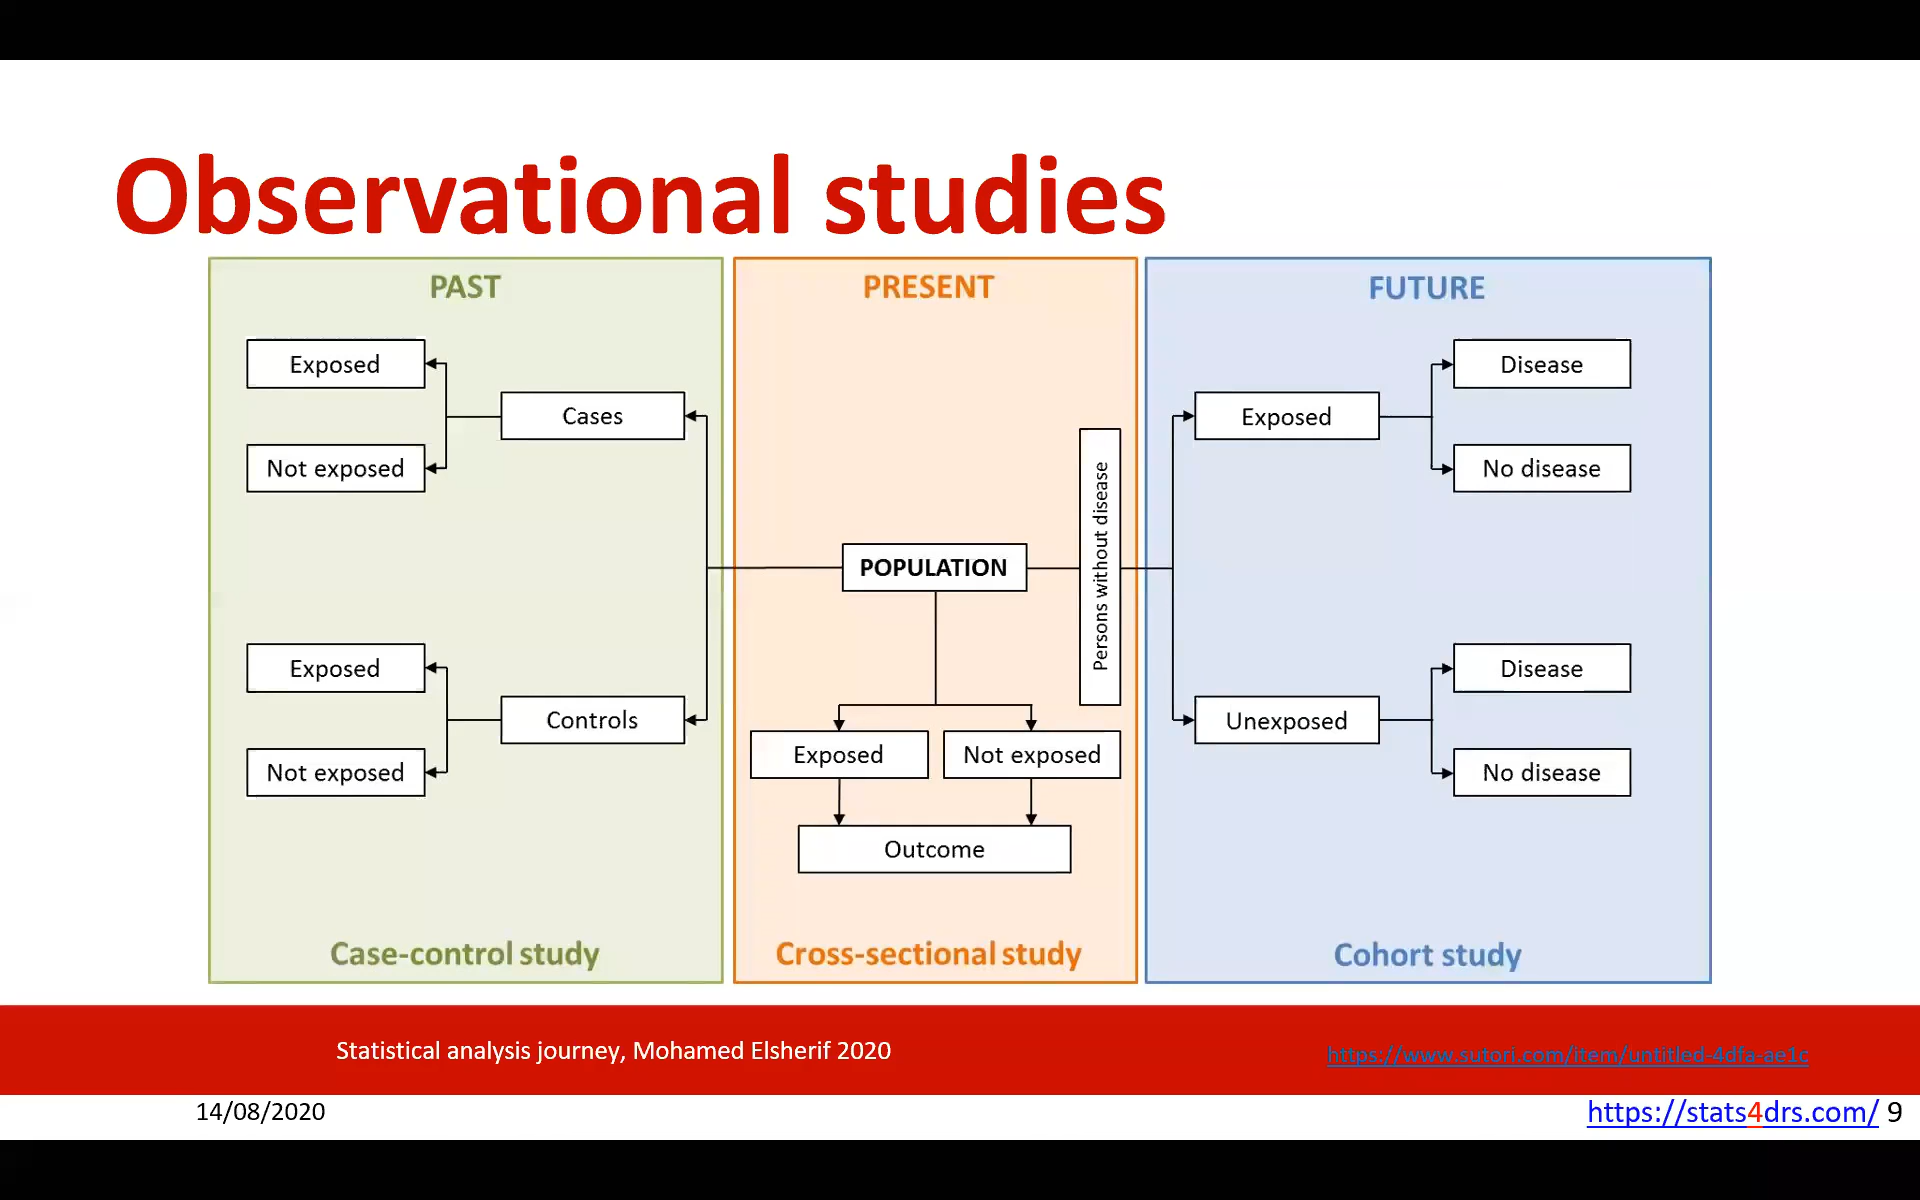 Observational studies
PAST
Exposed
Cases
Not exposed
Exposed
Controls
Not exposed
Case-control study
PRESENT
POPULATION
Persons without disease
Exposed
Not exposed
Outcome
Cross-sectional study
FUTURE
Exposed
Disease
No disease
Unexposed
Disease
No disease
Cohort study
Statistical analysis journey, Mohamed Elsherif 2020
https://www.sutori.com/item/untitled-4dfa-ae1c
14/08/2020
https://stats4drs.com/ 9